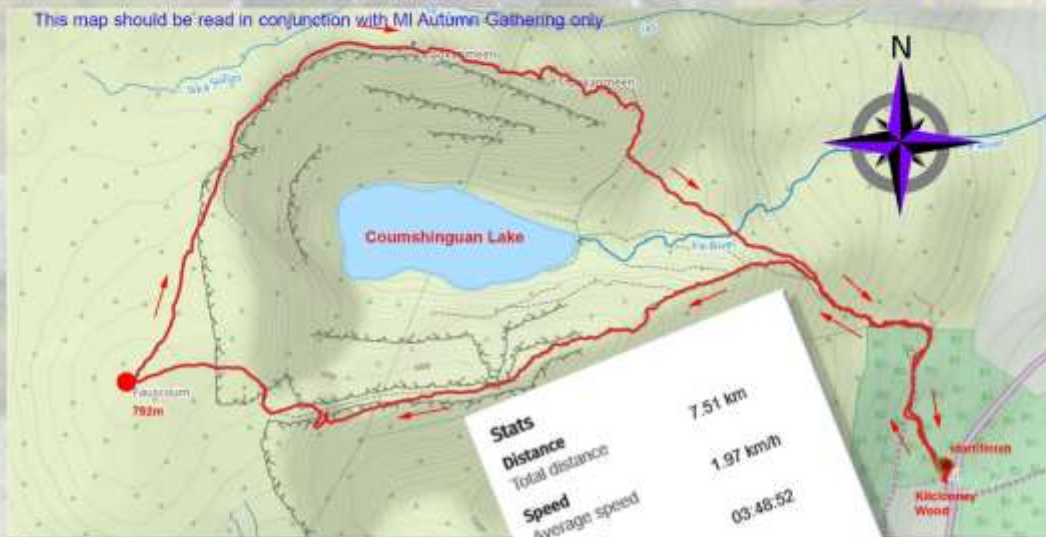 This map should be read in conjunction with MI Autumn Gathering only
N
Coumshinguan Lake
Fauscoum
792m
Stats
Distance
Total distance
7.51 km
Speed
Average speed
1.97 km/h
03:48:52
start/finish
Kilclooney
Wood